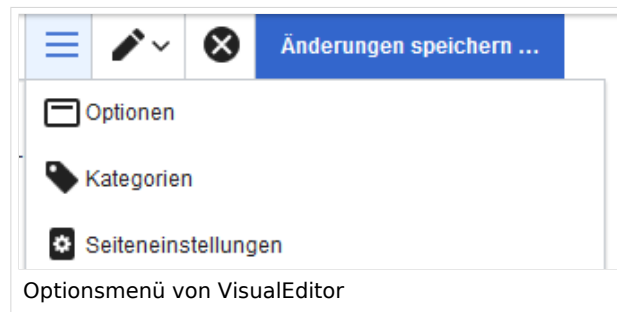 Änderungen speichern ...
Optionen
Kategorien
Seiteneinstellungen
Optionsmenü von VisualEditor